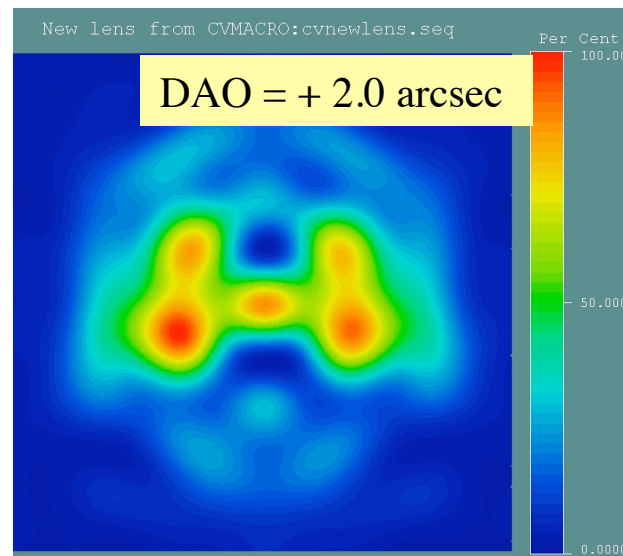 New lens from CVMACRO:cvnewlens.seq
Per Cent
100.00
DAO = + 2.0 arcsec
50.000
0.0000